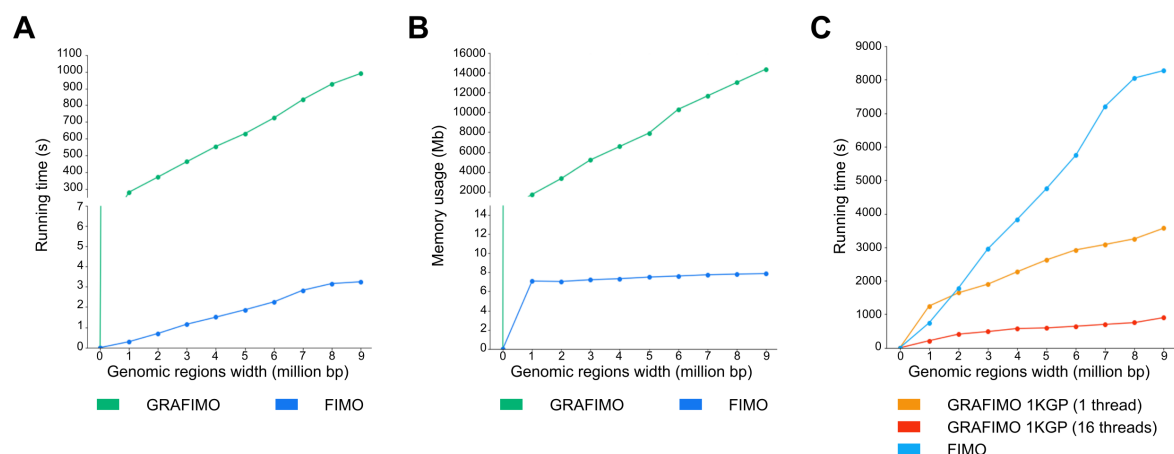 A
Running time (s)
1100
1000
900
800
700
600
500
400
300
7
6
5
4
3
2
1
0
0 1 2 3 4 5 6 7 8 9
Genomic regions width (million bp)
GRAFIMO FIMO
B
Memory usage (Mb)
16000
14000
12000
10000
8000
6000
4000
2000
14
12
10
8
6
4
2
0
0 1 2 3 4 5 6 7 8 9
Genomic regions width (million bp)
GRAFIMO FIMO
C
Running time (s)
9000
8000
7000
6000
5000
4000
3000
2000
1000
0
0 1 2 3 4 5 6 7 8 9
Genomic regions width (million bp)
GRAFIMO 1KGP (1 thread)
GRAFIMO 1KGP (16 threads)
FIMO